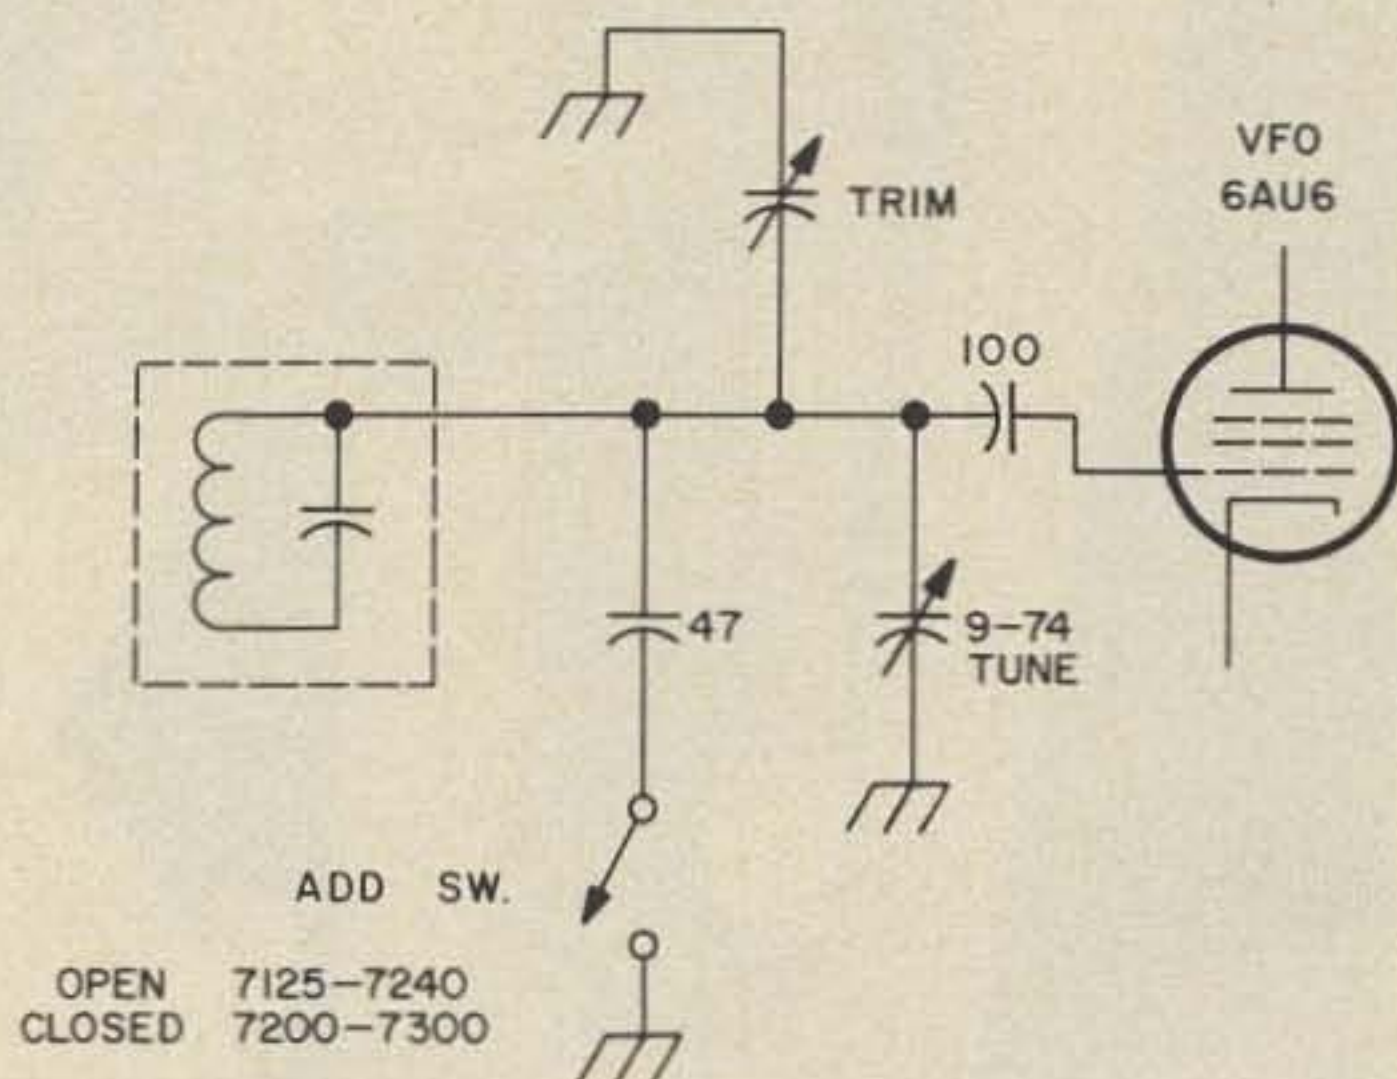 VFO
6AU6
TRIM
100
47
9-74
TUNE
ADD SW.
OPEN 7125-7240
CLOSED 7200-7300